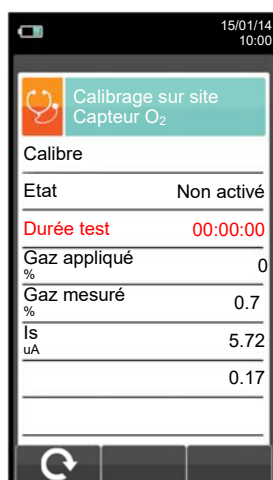 15/01/14
10:00
Calibrage sur site
Capteur O₂
Calibre
Etat Non activé
Durée test 00:00:00
Gaz appliqué 0
%
Gaz mesuré 0.7
%
Is 5.72
uA
0.17